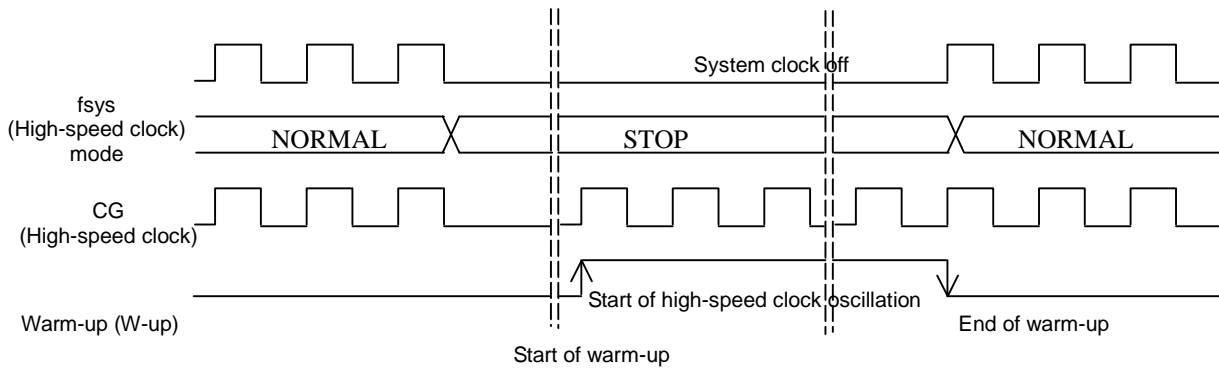 System clock off
fsys
(High-speed clock)
mode
NORMAL
STOP
NORMAL
CG
(High-speed clock)
Start of high-speed clock oscillation
Warm-up (W-up)
End of warm-up
Start of warm-up